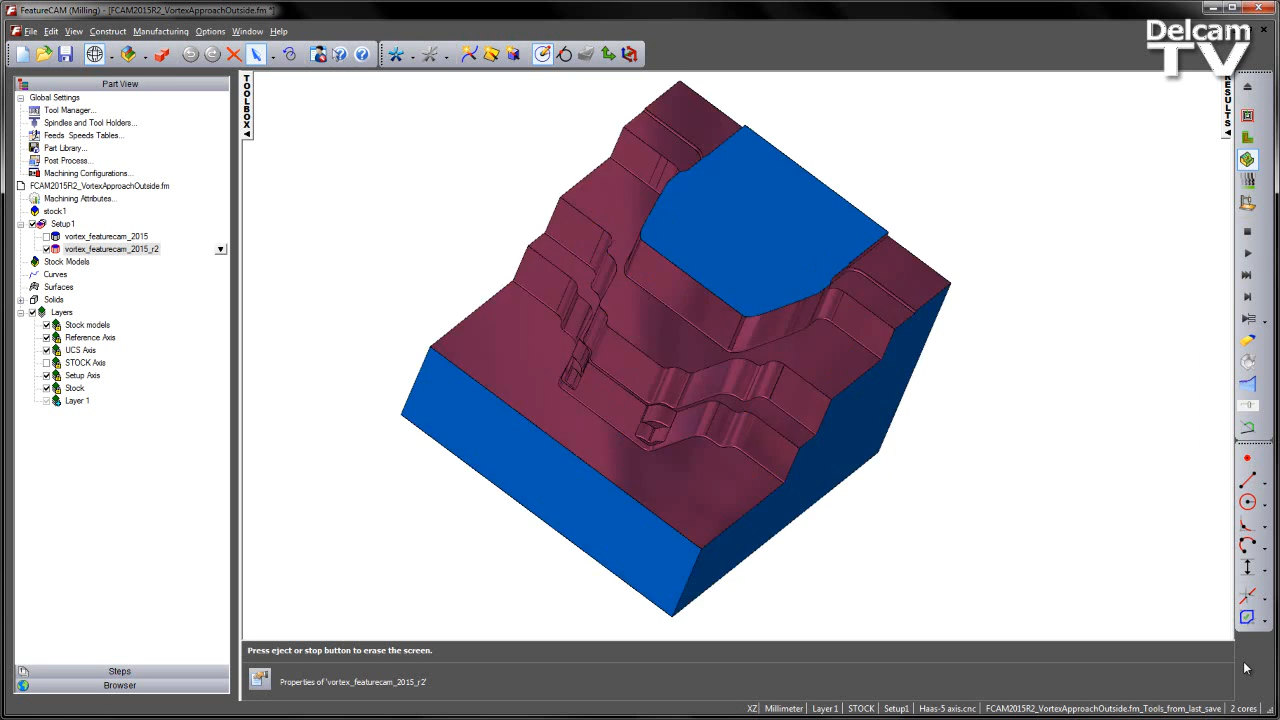 FeatureCAM (Milling) - [FCAM2015R2_VortexApproachOutside.fm *]
File Edit View Construct Manufacturing Options Window Help
Delcam
TV
Part View
Global Settings
Tool Manager...
Spindles and Tool Holders...
Feeds Speeds Tables...
Part Library...
Post Process...
Machining Configurations...
FCAM2015R2_VortexApproachOutside.fm
Machining Attributes...
stock1
Setup1
vortex_featurecam_2015
vortex_featurecam_2015_r2
Stock Models
Curves
Surfaces
Solids
Layers
Stock models
Reference Axis
UCS Axis
STOCK Axis
Setup Axis
Stock
Layer 1
Steps
Browser
TOOLBOX
RESULTS
Press eject or stop button to erase the screen.
Properties of 'vortex_featurecam_2015_r2'
XZ Millimeter Layer1 STOCK Setup1 Haas-5 axis.cnc FCAM2015R2_VortexApproachOutside.fm_Tools_from_last_save 2 cores